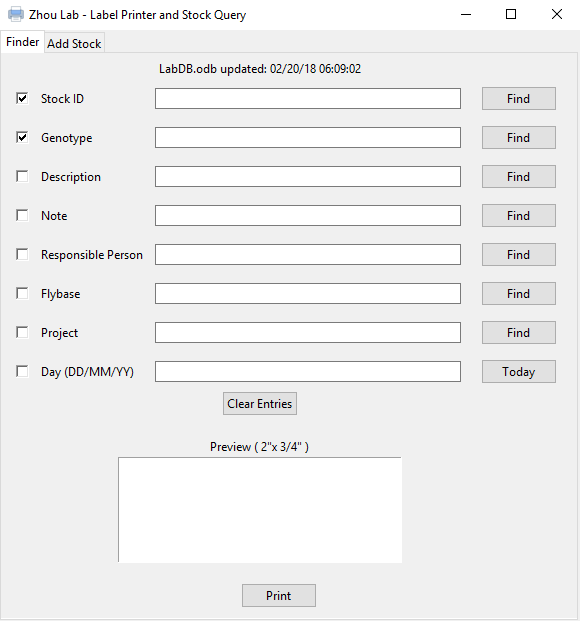 Zhou Lab - Label Printer and Stock Query
Finder Add Stock
LabDB.odb updated: 02/20/18 06:09:02
Stock ID Find
Genotype Find
Description Find
Note Find
Responsible Person Find
Flybase Find
Project Find
Day (DD/MM/YY) Today
Clear Entries
Preview ( 2"x 3/4" )
Print